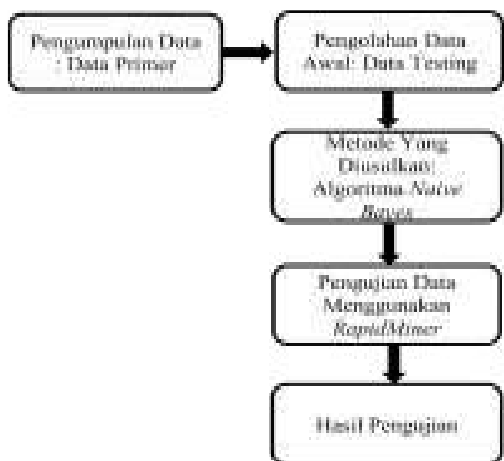 Pengumpulan Data
: Data Primer
Pengolahan Data
Awal: Data Testing
Metode Yang
Diusulkan:
Algoritma Naive
Bayes
Pengujian Data
Menggunakan
RapidMiner
Hasil Pengujian